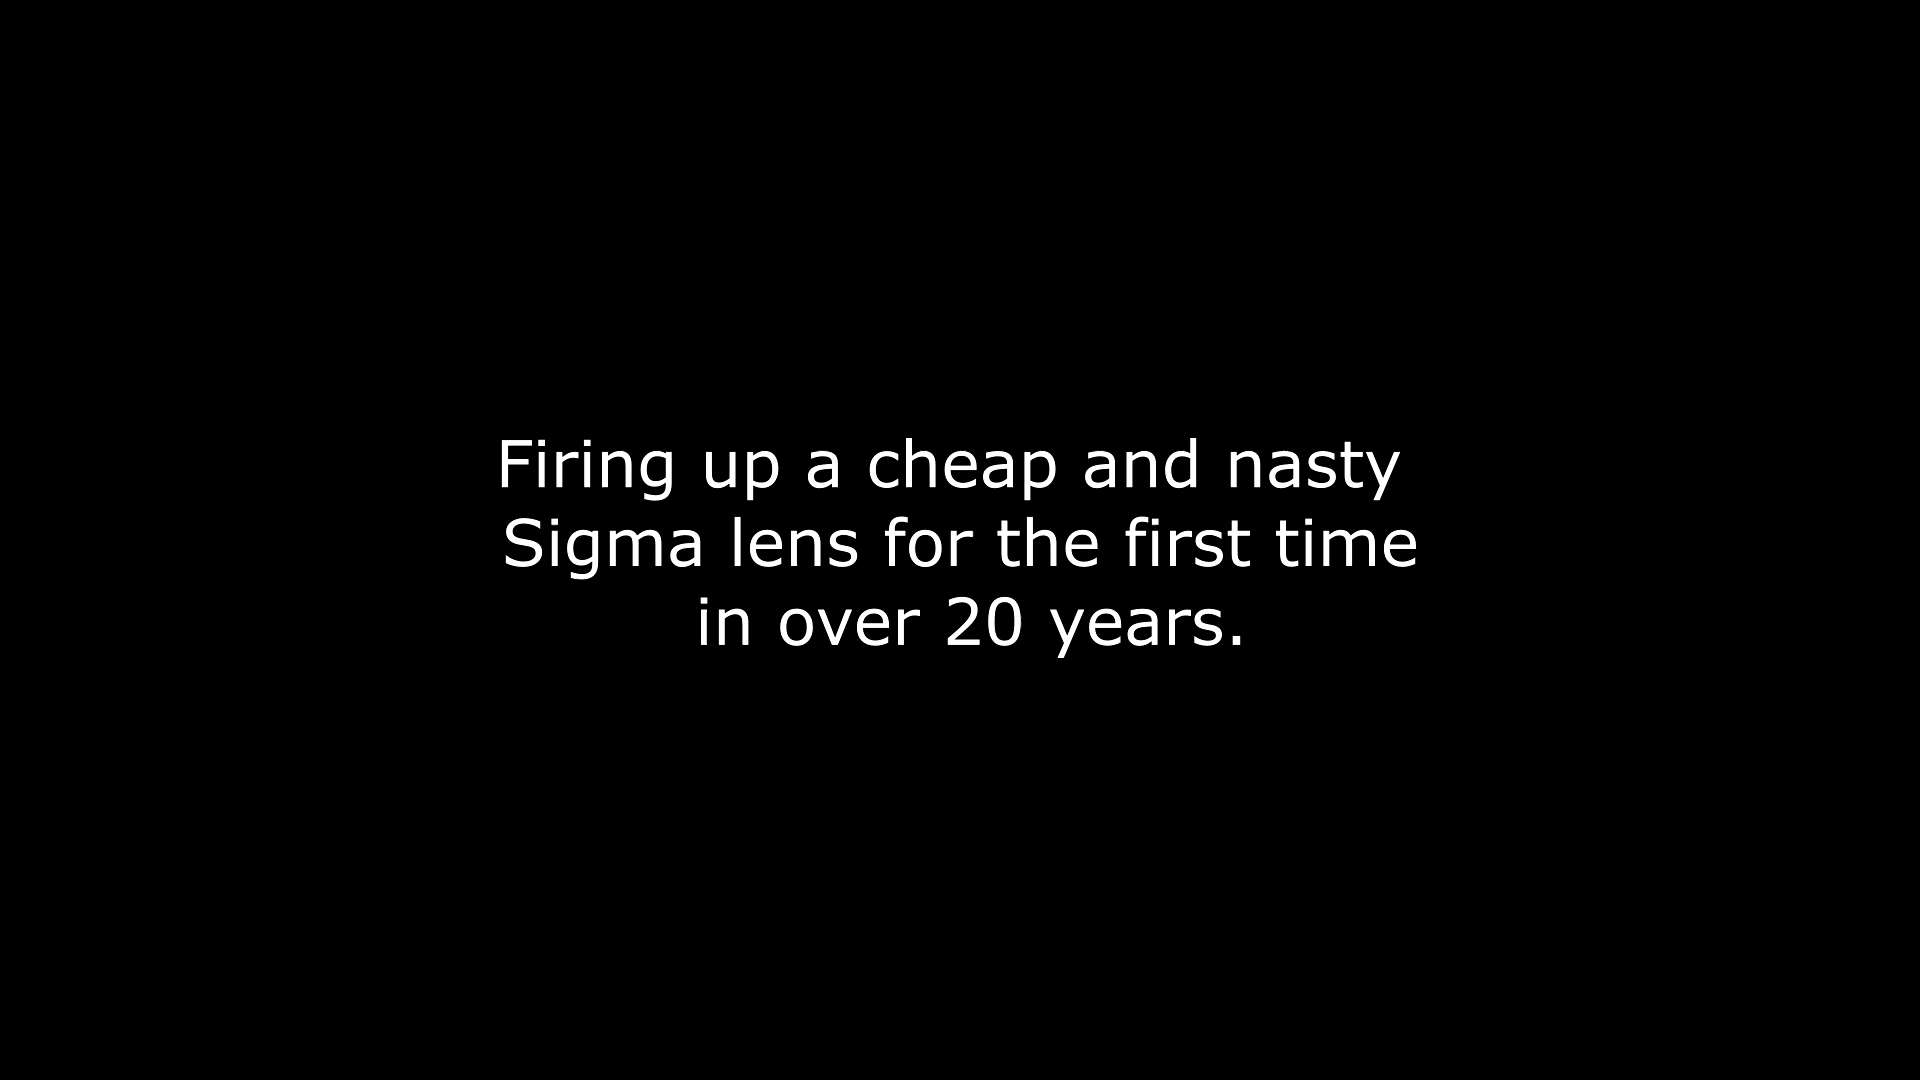 Firing up a cheap and nasty
Sigma lens for the first time
in over 20 years.